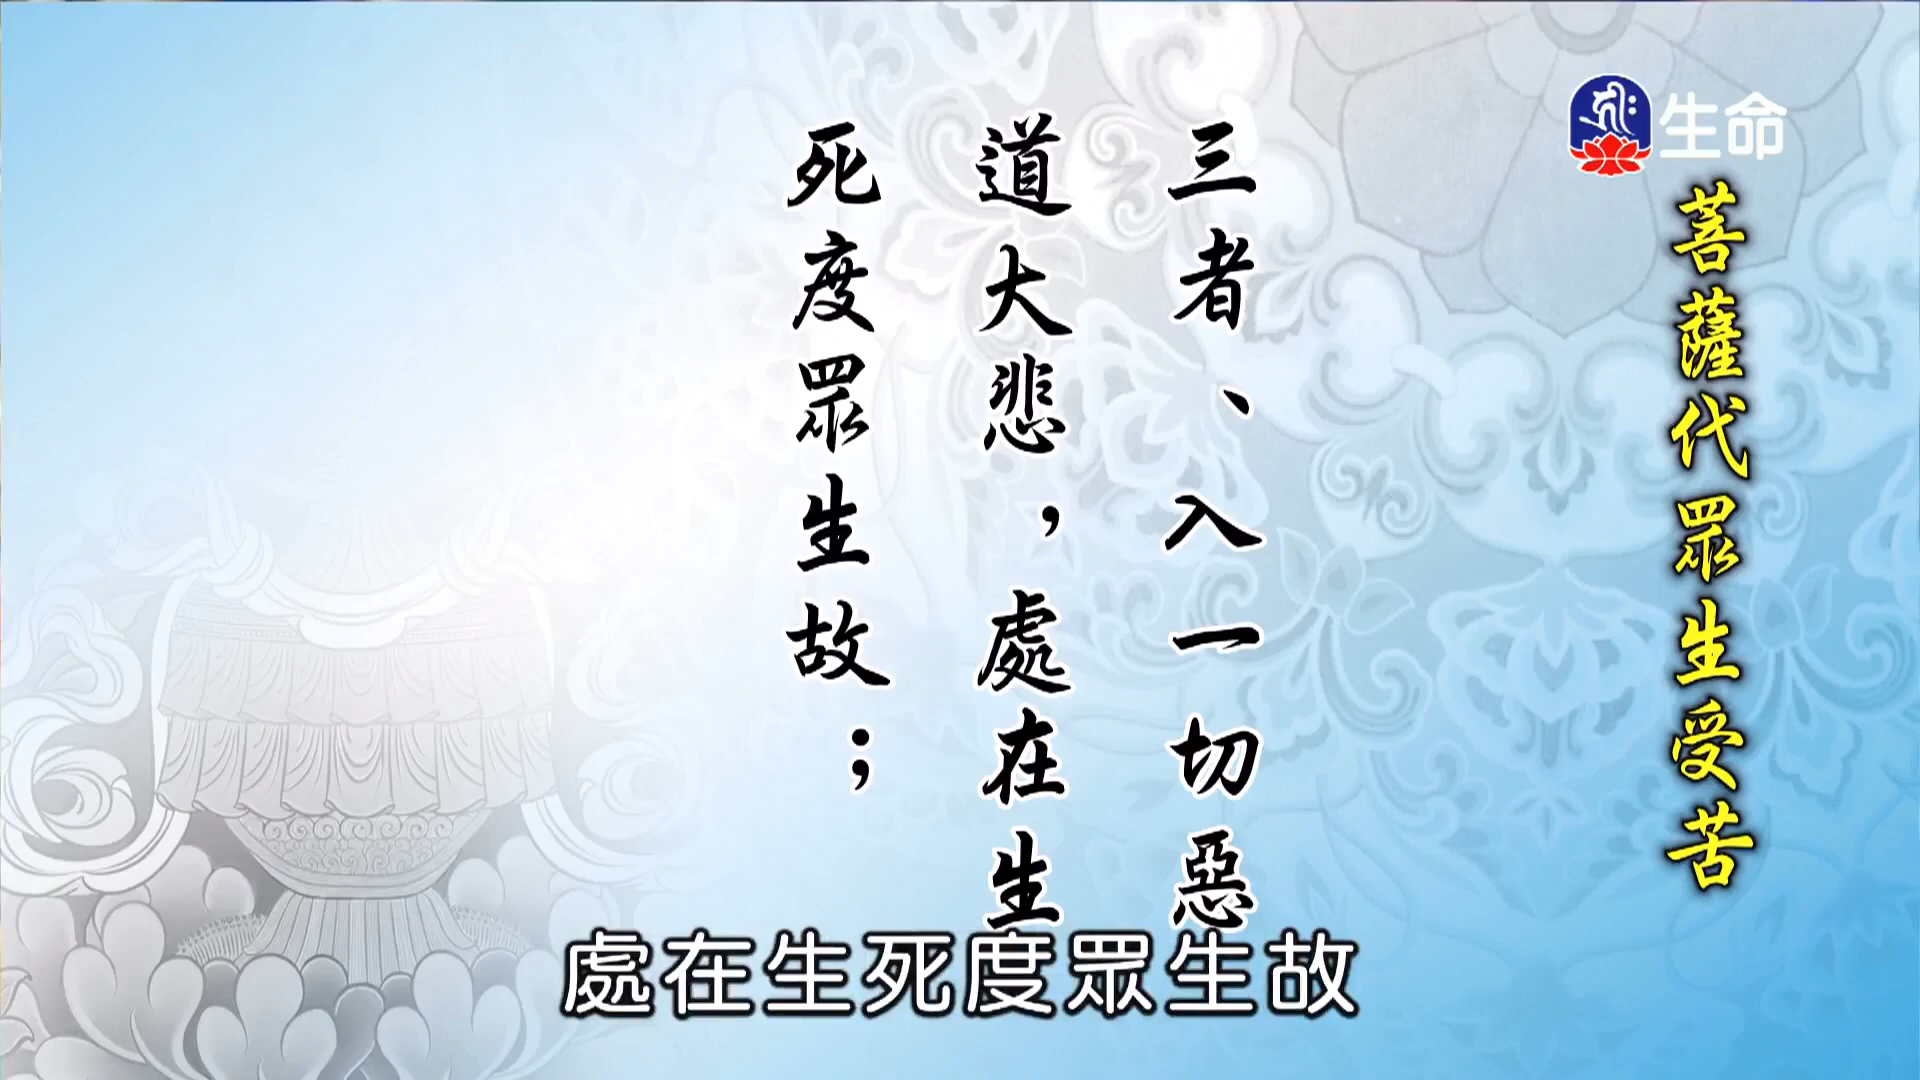 生命
菩薩代眾生受苦
三者、入一切惡
道大悲，處在生
死度眾生故；
處在生死度眾生故